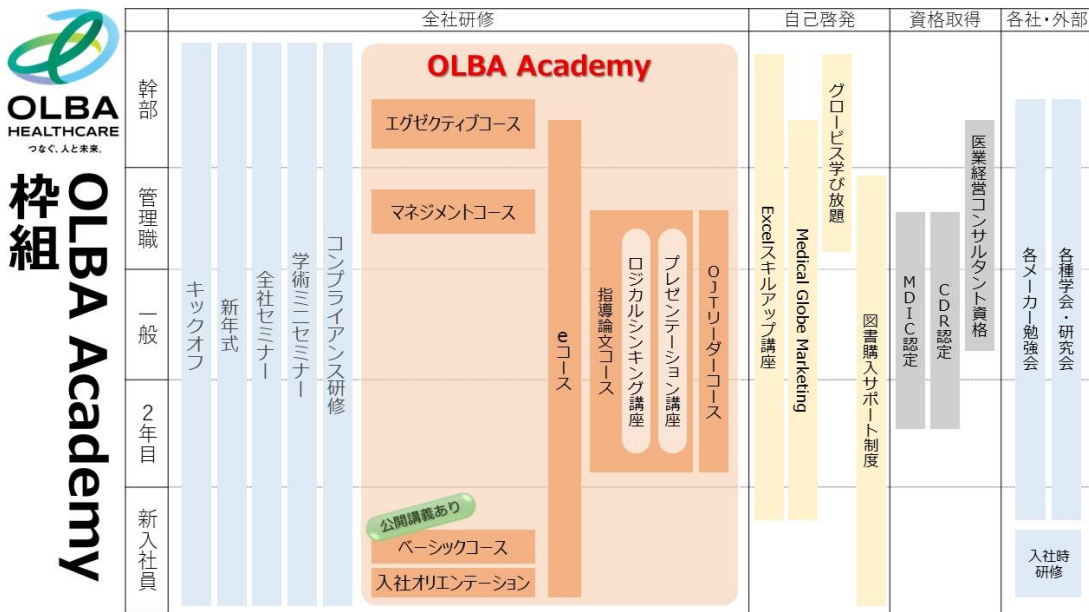 OLBA
HEALTHCARE
つなぐ、人と未来。
OLBA Academy
枠組
全社研修
自己啓発
資格取得
各社・外部
幹部
管理職
一般
2年目
新入社員
キックオフ
新年式
全社セミナー
学術ミニセミナー
コンプライアンス研修
OLBA Academy
エグゼクティブコース
マネジメントコース
公開講義あり
ベーシックコース
入社オリエンテーション
eコース
指導論文コース
ロジカルシンキング講座
プレゼンテーション講座
OJTリーダーコース
Excelスキルアップ講座
Medical Globe Marketing
グロービス学び放題
図書購入サポート制度
MDIC認定
CDR認定
医業経営コンサルタント資格
各メーカー勉強会
各種学会・研究会
入社時
研修